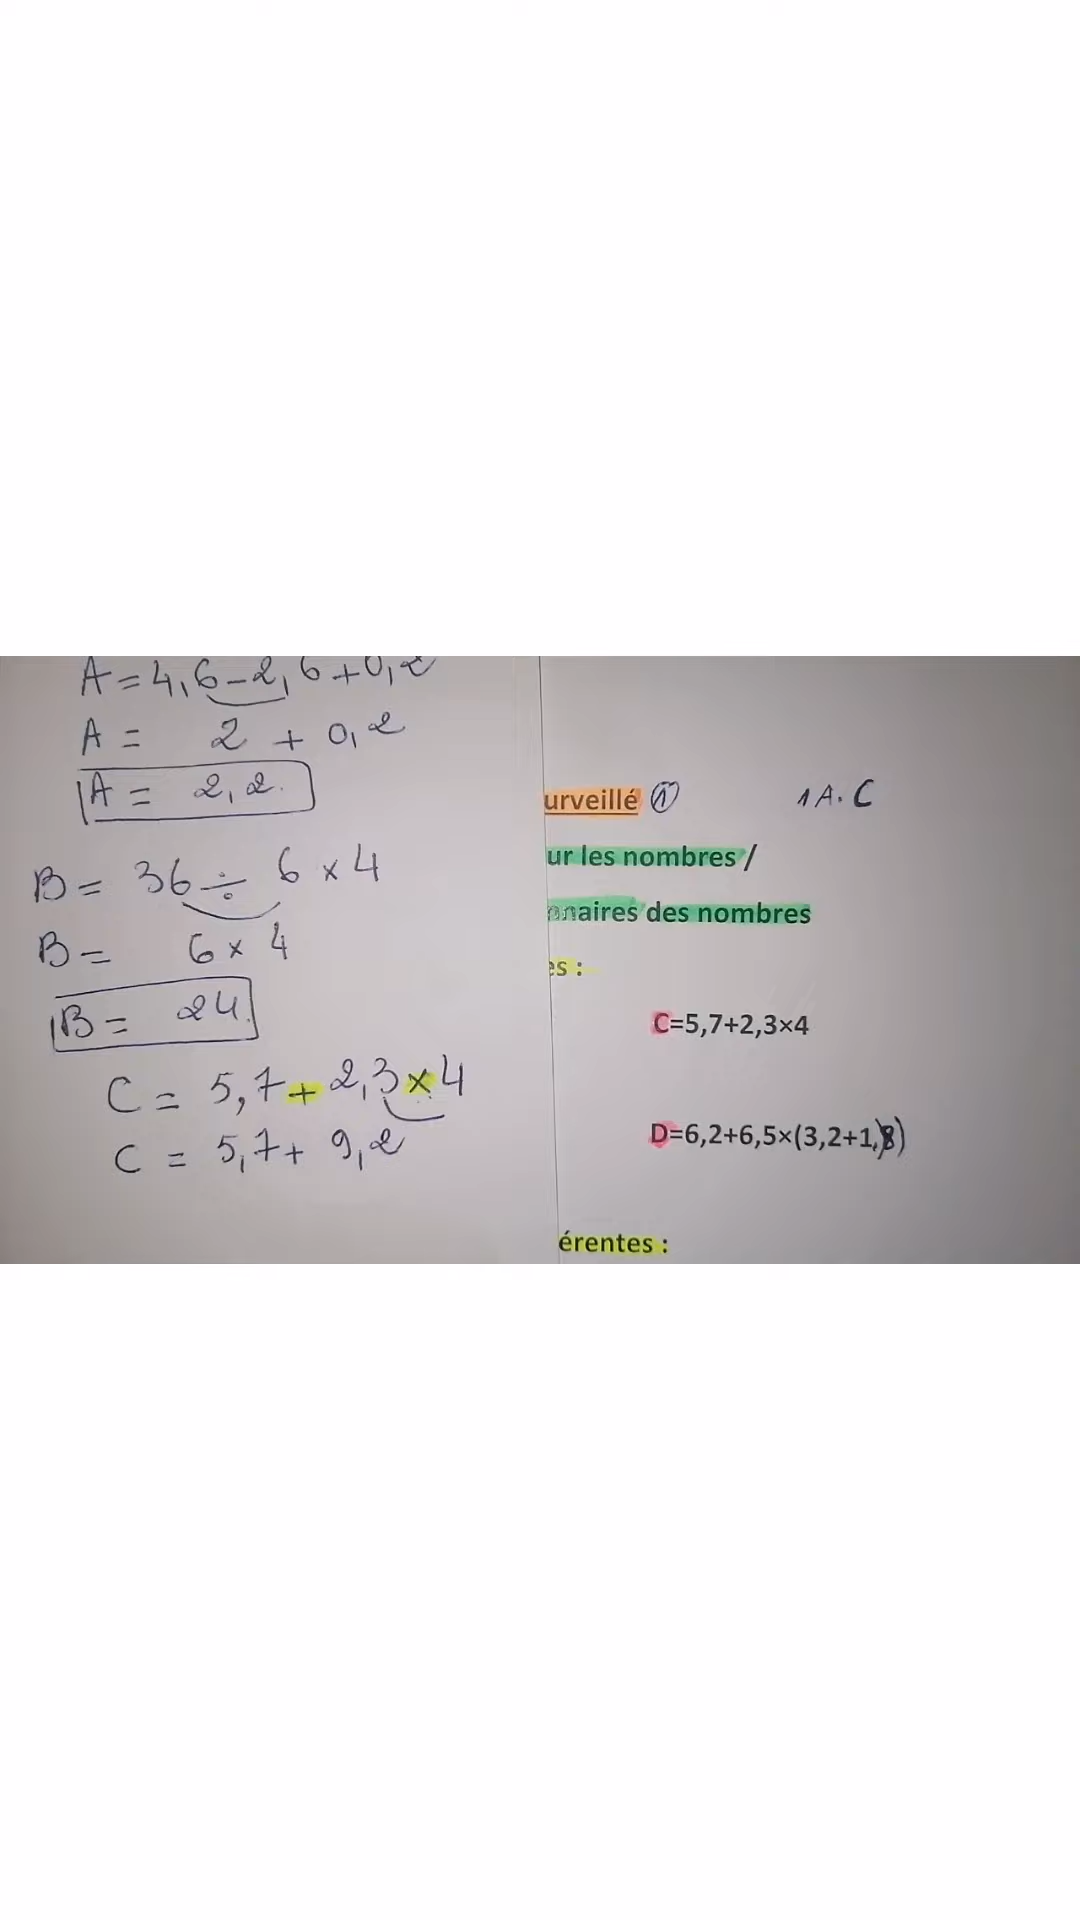 A = 4,6 - 2,6 + 0,2
A = 2 + 0,2
A = 2,2.
B = 36 ÷ 6 × 4
B = 6 × 4
B = 24.
C = 5,7 + 2,3 × 4
C = 5,7 + 9,2
urveillé ① 1 A. C
ur les nombres /
naires des nombres
es :
C=5,7+2,3×4
D=6,2+6,5×(3,2+1,8)
érentes :